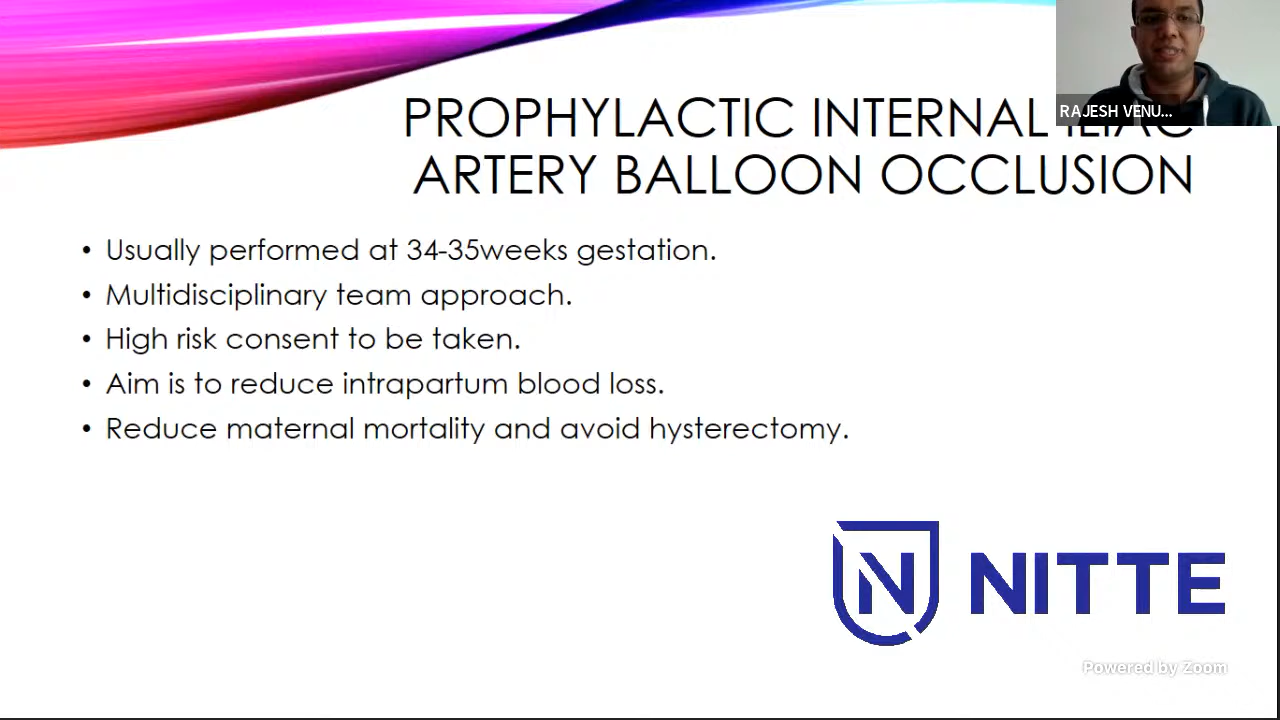 PROPHYLACTIC INTERNAL ILIAC
ARTERY BALLOON OCCLUSION
RAJESH VENU...
• Usually performed at 34-35weeks gestation.
• Multidisciplinary team approach.
• High risk consent to be taken.
• Aim is to reduce intrapartum blood loss.
• Reduce maternal mortality and avoid hysterectomy.
N NITTE
Powered by Zoom